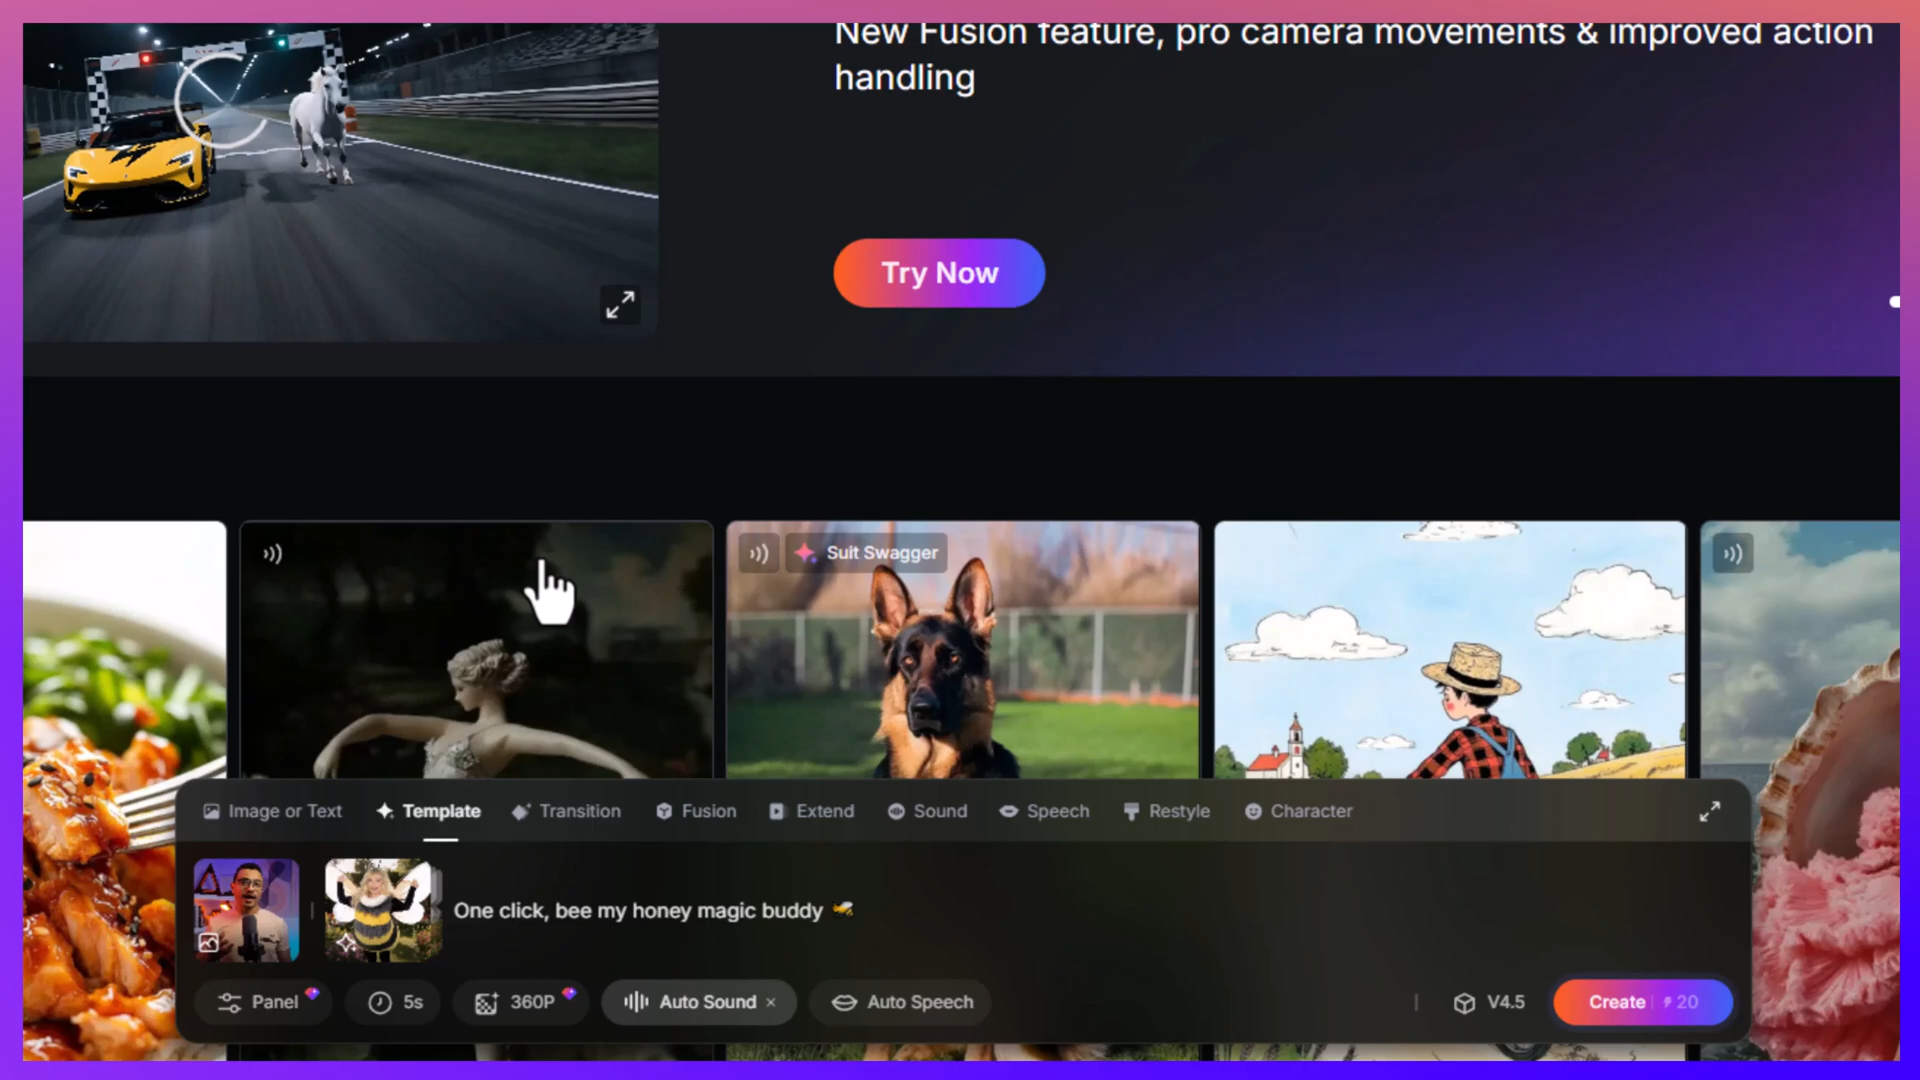 New Fusion feature, pro camera movements & improved action
handling
Try Now
Suit Swagger
Image or Text Template Transition Fusion Extend Sound Speech Restyle Character
One click, bee my honey magic buddy 🐝
Panel 5s 360P Auto Sound × Auto Speech V4.5 Create 20